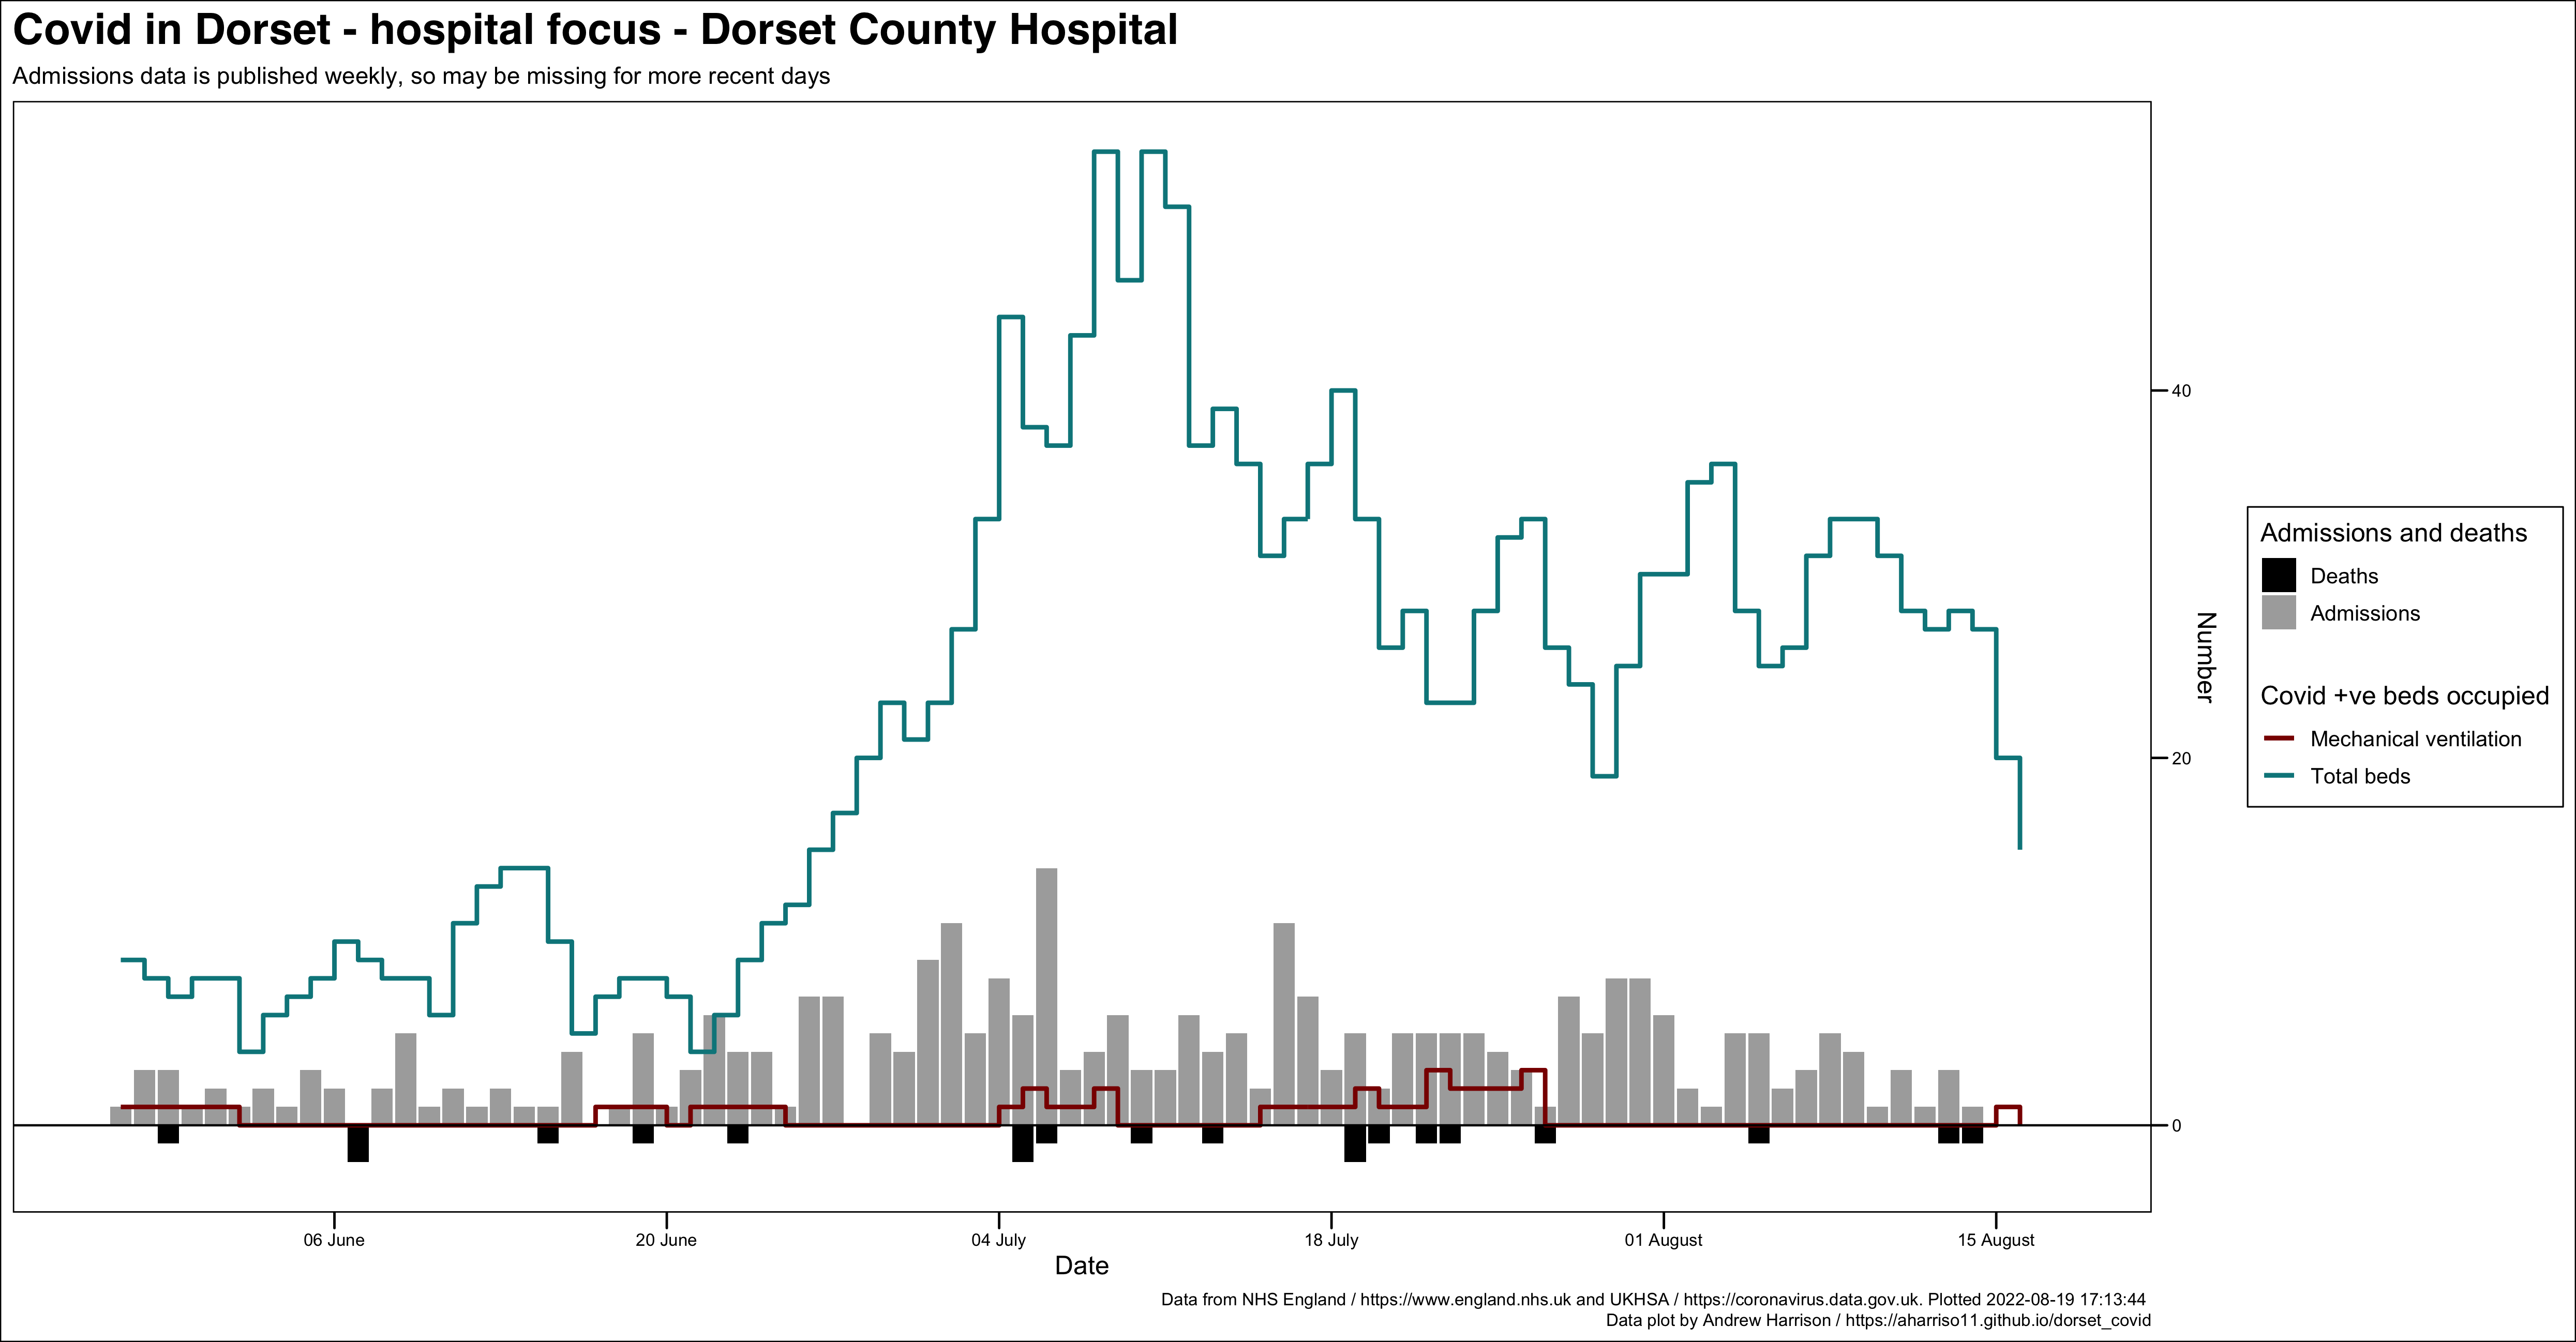 Covid in Dorset - hospital focus - Dorset County Hospital
Admissions data is published weekly, so may be missing for more recent days
40
20
0
Number
Admissions and deaths
Deaths
Admissions
Covid +ve beds occupied
Mechanical ventilation
Total beds
06 June
20 June
04 July
18 July
01 August
15 August
Date
Data from NHS England / https://www.england.nhs.uk and UKHSA / https://coronavirus.data.gov.uk. Plotted 2022-08-19 17:13:44
Data plot by Andrew Harrison / https://aharriso11.github.io/dorset_covid